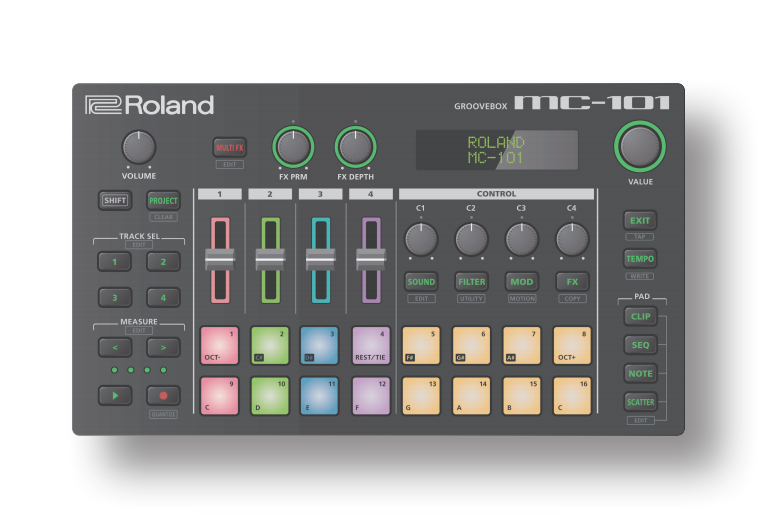 Roland
GROOVEBOX MC-101
ROLAND
MC-101
VOLUME
MULTI FX
EDIT
FX PRM
FX DEPTH
VALUE
SHIFT
PROJECT
CLEAR
1 2 3 4 CONTROL
C1 C2 C3 C4
EXIT
TAP
TRACK SEL
EDIT
1 2
3 4
TEMPO
WRITE
SOUND FILTER MOD FX
EDIT UTILITY MOTION COPY
PAD
CLIP
SEQ
NOTE
SCATTER
EDIT
MEASURE
EDIT
< >
QUANTIZE
1 2 3 4 5 6 7 8
OCT- C# D# REST/TIE F# G# A# OCT+
9 10 11 12 13 14 15 16
C D E F G A B C